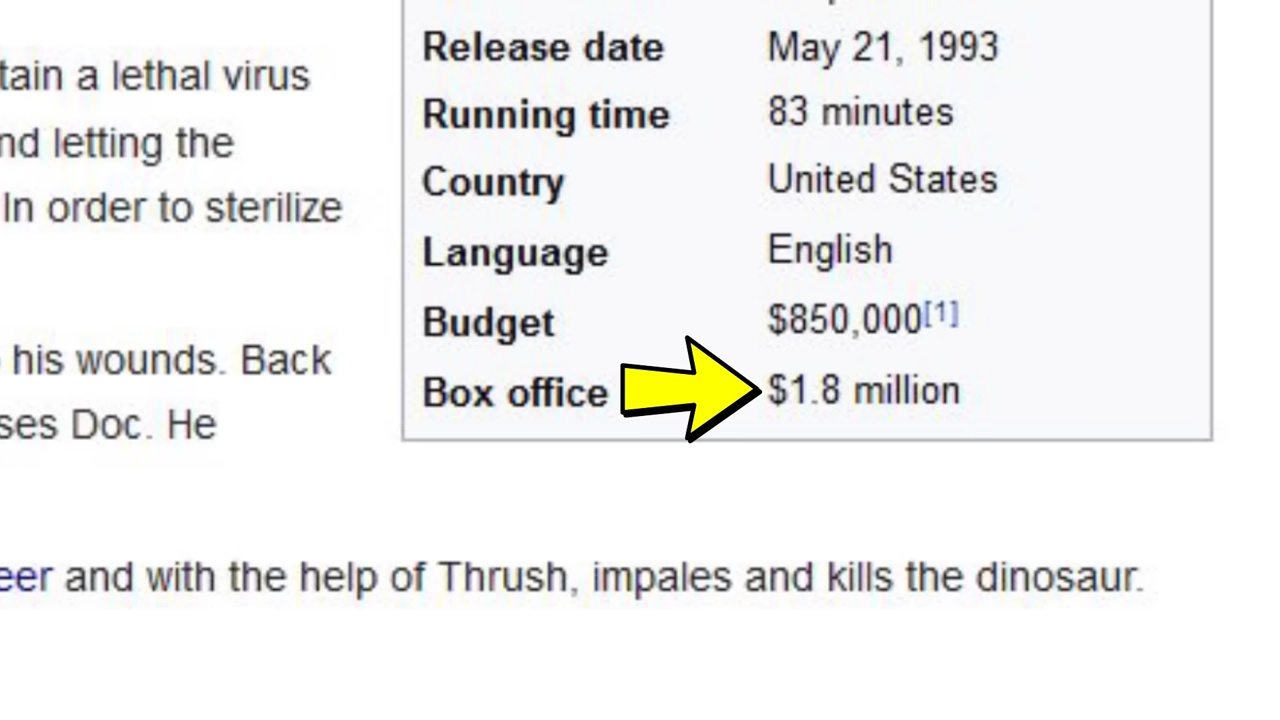 tain a lethal virus
nd letting the
In order to sterilize
his wounds. Back
ses Doc. He
Release date May 21, 1993
Running time 83 minutes
Country United States
Language English
Budget $850,000[1]
Box office $1.8 million
eer and with the help of Thrush, impales and kills the dinosaur.